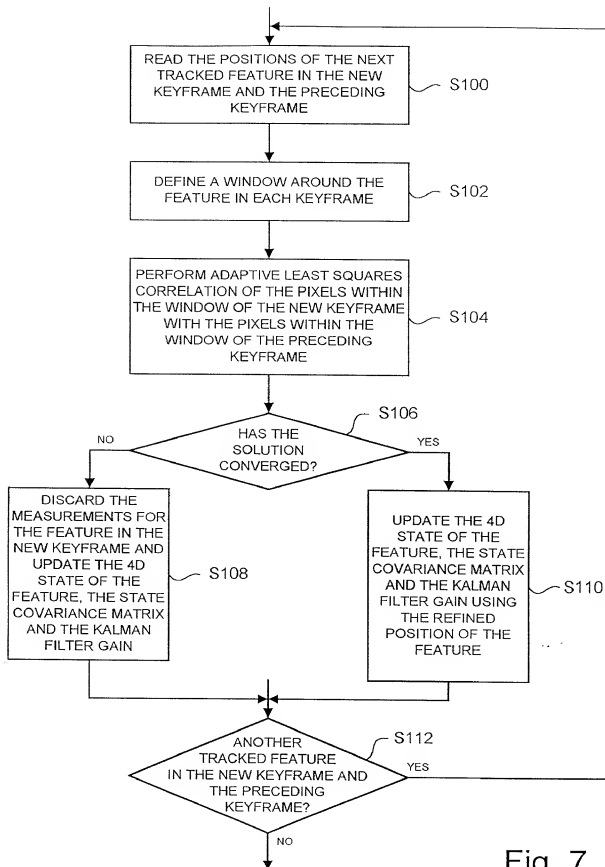 READ THE POSITIONS OF THE NEXT
TRACKED FEATURE IN THE NEW
KEYFRAME AND THE PRECEDING
KEYFRAME
S100
DEFINE A WINDOW AROUND THE
FEATURE IN EACH KEYFRAME
S102
PERFORM ADAPTIVE LEAST SQUARES
CORRELATION OF THE PIXELS WITHIN
THE WINDOW OF THE NEW KEYFRAME
WITH THE PIXELS WITHIN THE
WINDOW OF THE PRECEDING
KEYFRAME
S104
S106
HAS THE
SOLUTION
CONVERGED?
NO
YES
DISCARD THE
MEASUREMENTS FOR
THE FEATURE IN THE
NEW KEYFRAME AND
UPDATE THE 4D
STATE OF THE
FEATURE, THE STATE
COVARIANCE MATRIX
AND THE KALMAN
FILTER GAIN
S108
UPDATE THE 4D
STATE OF THE
FEATURE, THE STATE
COVARIANCE MATRIX
AND THE KALMAN
FILTER GAIN USING
THE REFINED
POSITION OF THE
FEATURE
S110
S112
ANOTHER
TRACKED FEATURE
IN THE NEW KEYFRAME AND
THE PRECEDING
KEYFRAME?
YES
NO
Fig. 7